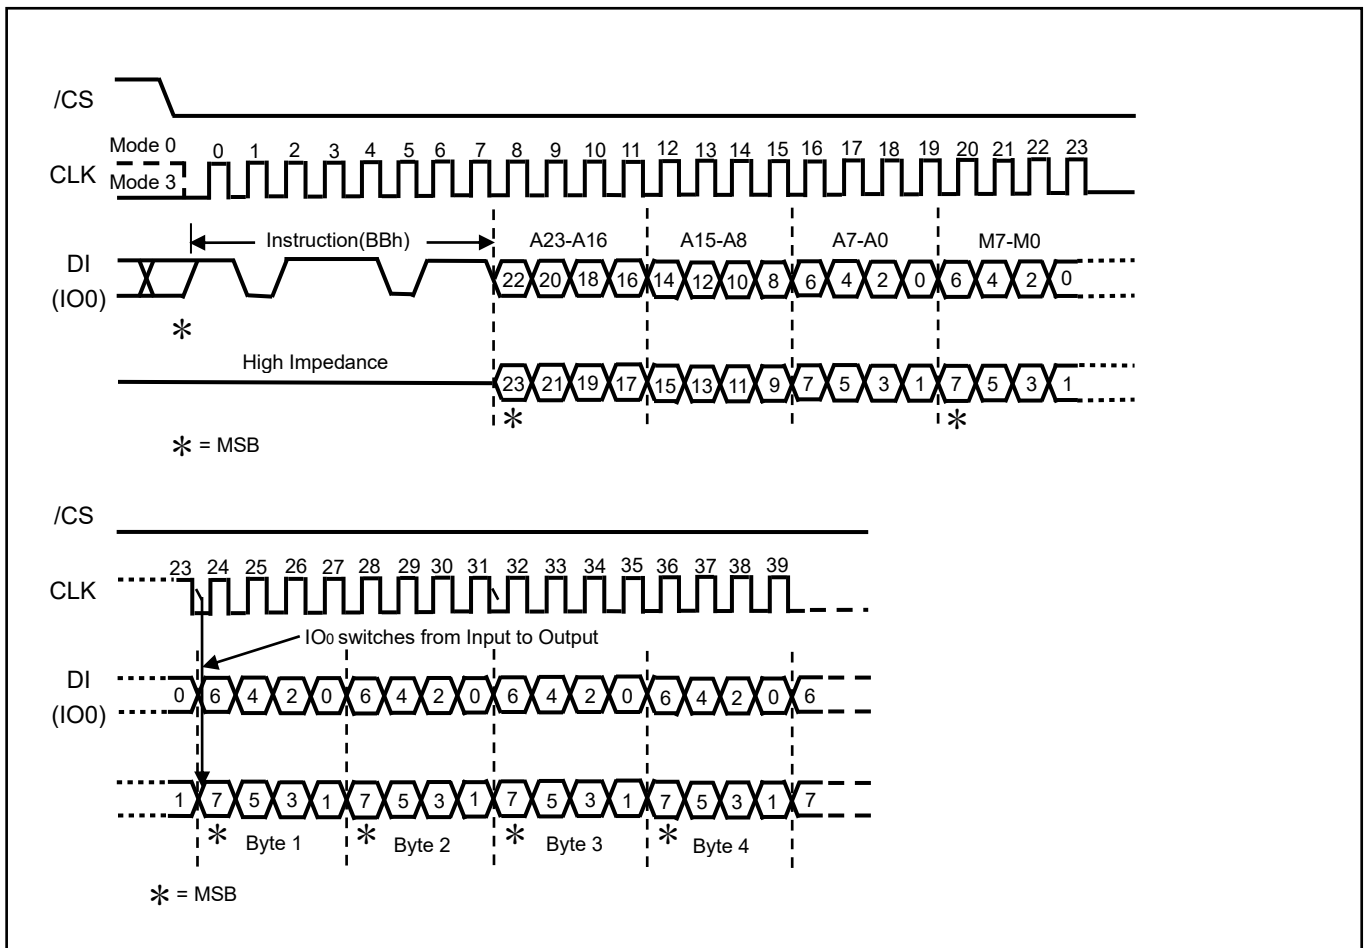 /CS
Mode 0
CLK
Mode 3
0 1 2 3 4 5 6 7 8 9 10 11 12 13 14 15 16 17 18 19 20 21 22 23
Instruction(BBh) A23-A16 A15-A8 A7-A0 M7-M0
DI
(IO0)
22 20 18 16 14 12 10 8 6 4 2 0 6 4 2 0
*
High Impedance
23 21 19 17 15 13 11 9 7 5 3 1 7 5 3 1
* *
* = MSB
/CS
CLK
23 24 25 26 27 28 29 30 31 32 33 34 35 36 37 38 39
IO0 switches from Input to Output
DI
(IO0)
0 6 4 2 0 6 4 2 0 6 4 2 0 6 4 2 0 6
1 7 5 3 1 7 5 3 1 7 5 3 1 7 5 3 1 7
* Byte 1 * Byte 2 * Byte 3 * Byte 4
* = MSB